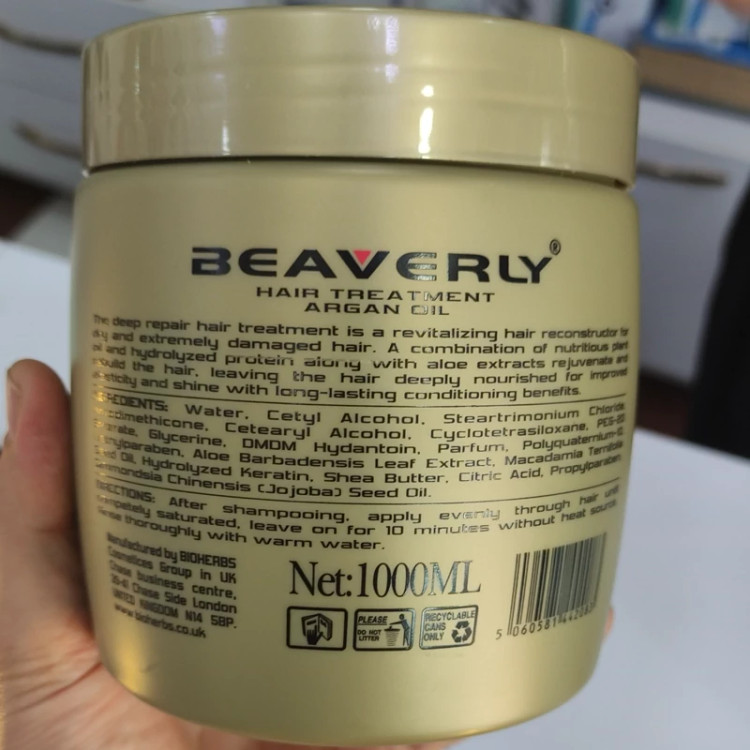 BEAVERLY®
HAIR TREATMENT
ARGAN OIL
The deep repair hair treatment is a revitalizing hair reconstructor for
dry and extremely damaged hair. A combination of nutritious plant
oil and hydrolyzed protein along with aloe extracts rejuvenate and
the hair, leaving the hair deeply nourished for improved
elasticity and shine with long-lasting conditioning benefits.
INGREDIENTS: Water, Cetyl Alcohol, Steartrimonium Chloride,
Cetearyl Alcohol, Cyclotetrasiloxane, PEG-20
Glycerine, DMDM Hydantoin, Parfum, Polyquaternium-10,
Aloe Barbadensis Leaf Extract, Macadamia Ternifolia
Seed Oil, Hydrolyzed Keratin, Shea Butter, Citric Acid, Propylparaben,
Simmondsia Chinensis (Jojoba) Seed Oil.
DIRECTIONS: After shampooing, apply evenly through hair until
completely saturated, leave on for 10 minutes without heat source.
Rinse thoroughly with warm water.
Manufactured by BIOHERBS
Cosmetices Group in UK
Chase business centre,
39-41 Chase Side London
UNITED KINGDOM N14 5BP.
www.bioherbs.co.uk
Net:1000ML
PLEASE
DO NOT
LITTER
RECYCLABLE
CANS
ONLY
5 060581